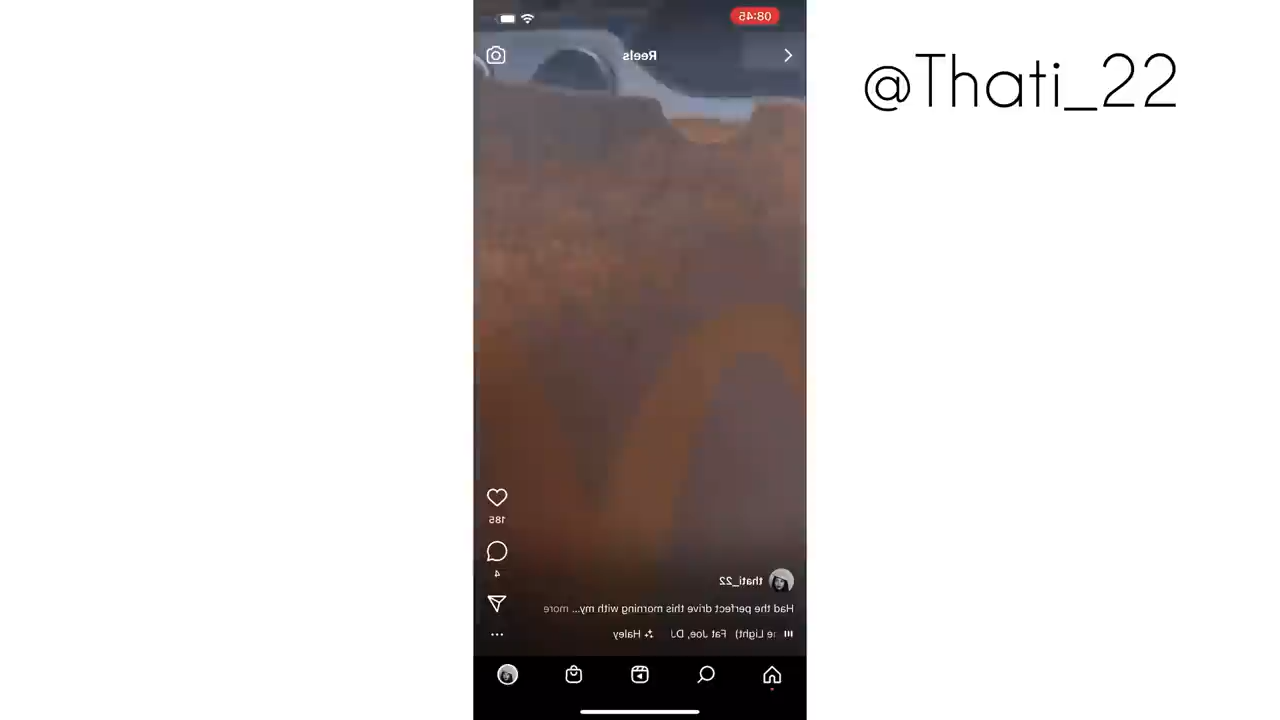 08:45
Reels
@Thati_22
185
4
thati_22
Had the perfect drive this morning with my... more
e Light) Fat Joe, DJ Haley